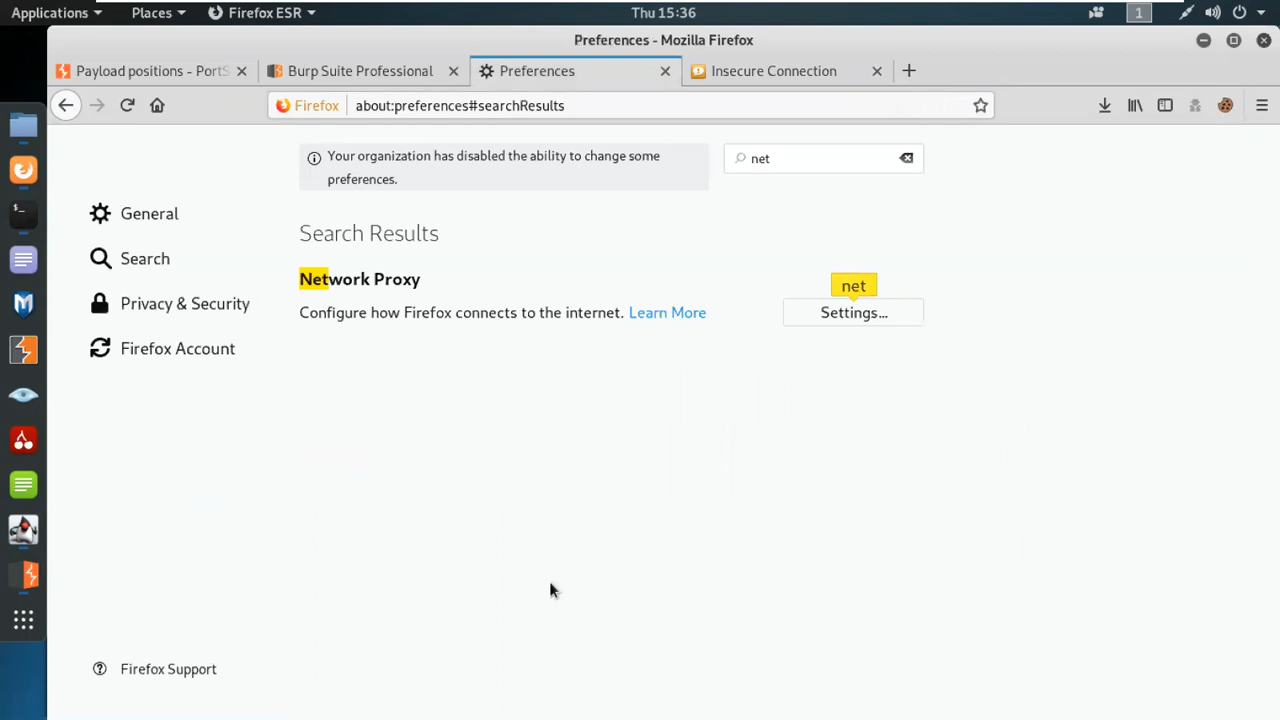 Applications Places Firefox ESR Thu 15:36 1
Preferences - Mozilla Firefox
Payload positions - PortS Burp Suite Professional Preferences Insecure Connection
Firefox about:preferences#searchResults
Your organization has disabled the ability to change some
preferences.
net
General
Search
Privacy & Security
Firefox Account
Search Results
Network Proxy
net
Configure how Firefox connects to the internet. Learn More
Settings...
Firefox Support